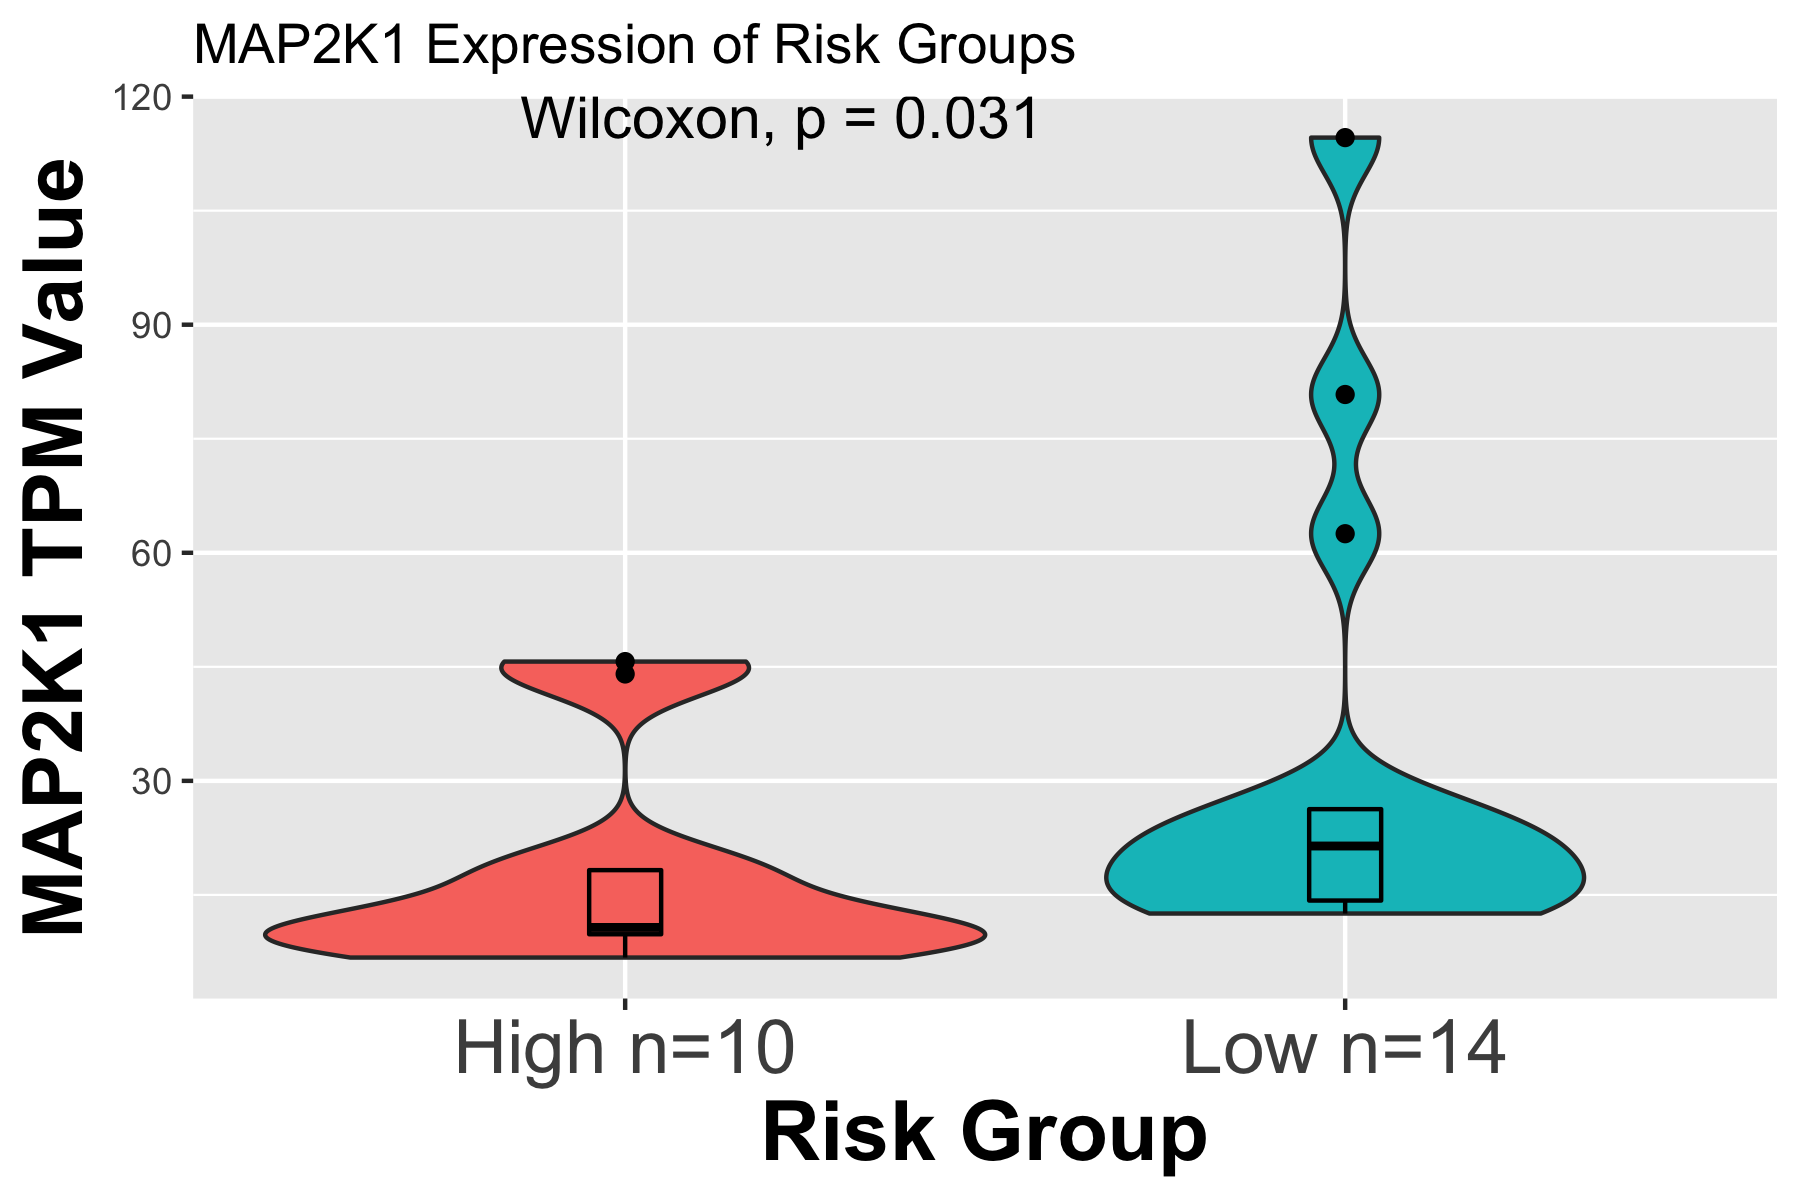 MAP2K1 Expression of Risk Groups
Wilcoxon, p = 0.031
MAP2K1 TPM Value
120
90
60
30
High n=10
Low n=14
Risk Group